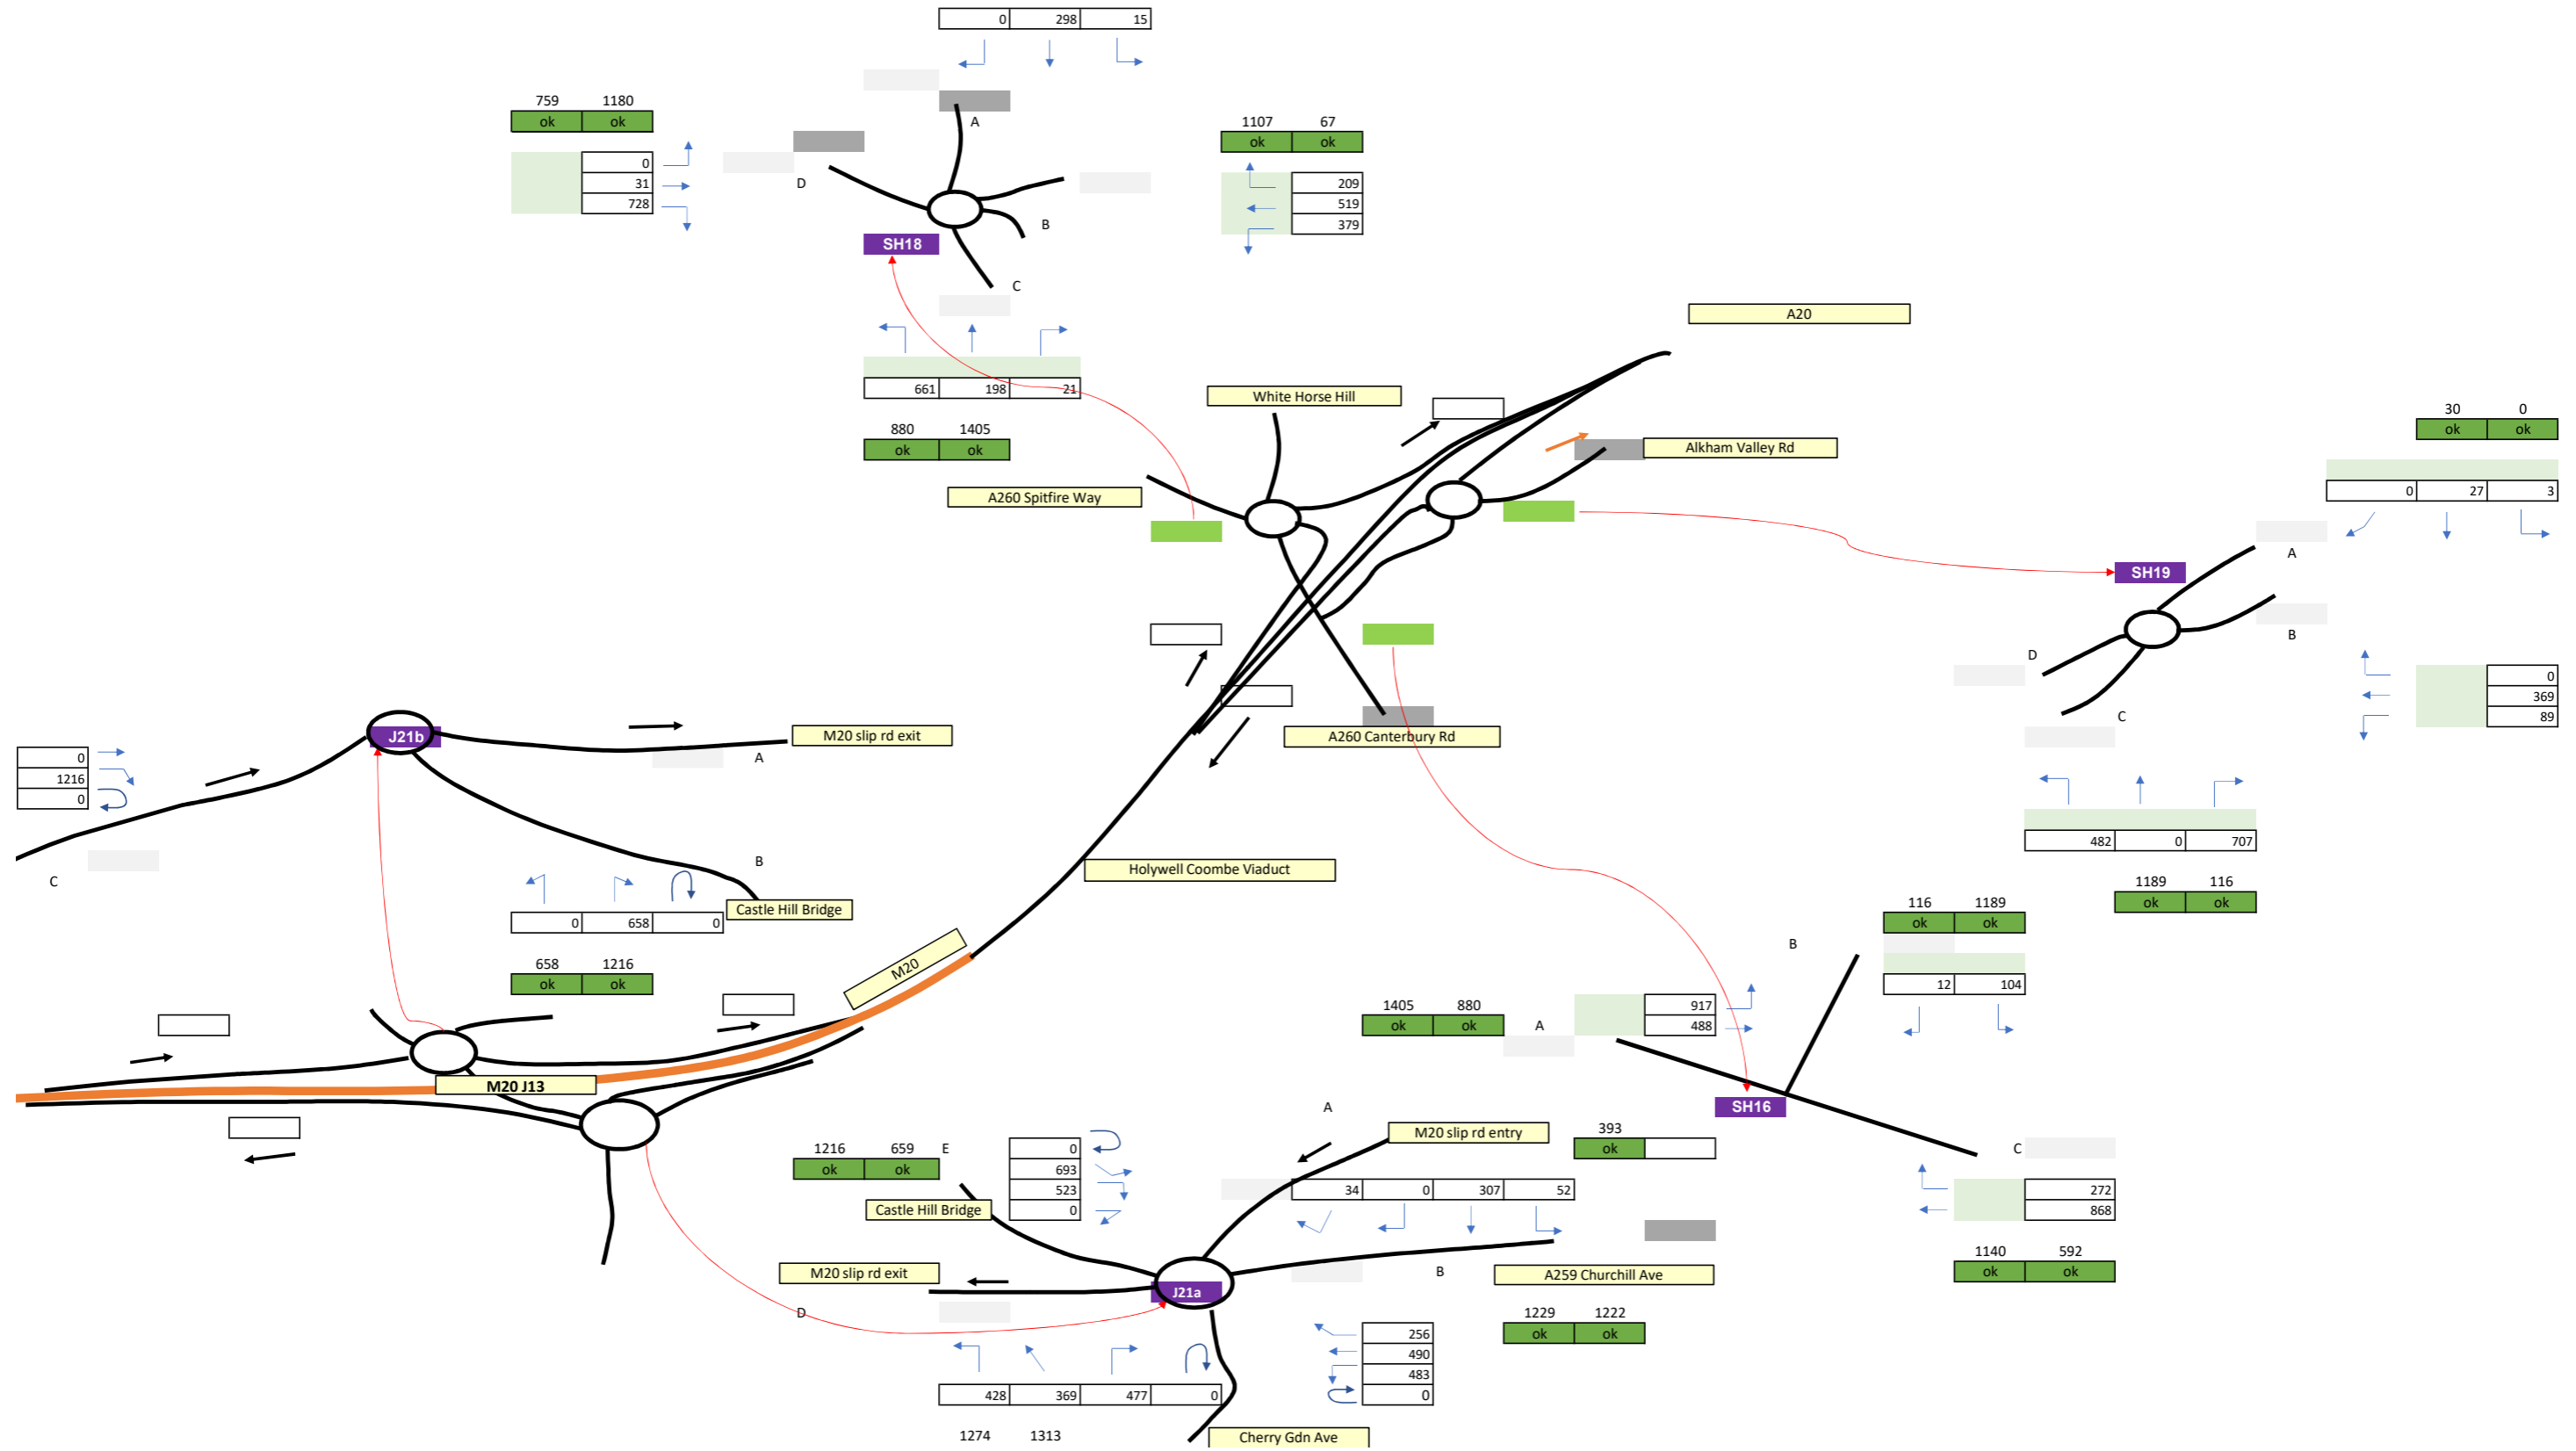 0 298 15
759 1180
ok ok
A
1107 67
ok ok
0
31
728
D
209
519
379
B
SH18
C
A20
661 198 21
White Horse Hill
880 1405
ok ok
30 0
ok ok
Alkham Valley Rd
A260 Spitfire Way
0 27 3
A
SH19
B
D
0
369
89
C
J21b
M20 slip rd exit
A
A260 Canterbury Rd
0
1216
0
482 0 707
Holywell Coombe Viaduct
B
C
1189 116
ok ok
Castle Hill Bridge
0 658 0
116 1189
ok ok
B
M20
658 1216
ok ok
12 104
917
488
1405 880
ok ok
A
M20 J13
SH16
A
M20 slip rd entry
393
ok
1216 659
ok ok
E
0
693
523
0
C
34 0 307 52
272
868
Castle Hill Bridge
1140 592
ok ok
M20 slip rd exit
B
A259 Churchill Ave
J21a
D
1229 1222
ok ok
256
490
483
0
428 369 477 0
1274 1313
Cherry Gdn Ave